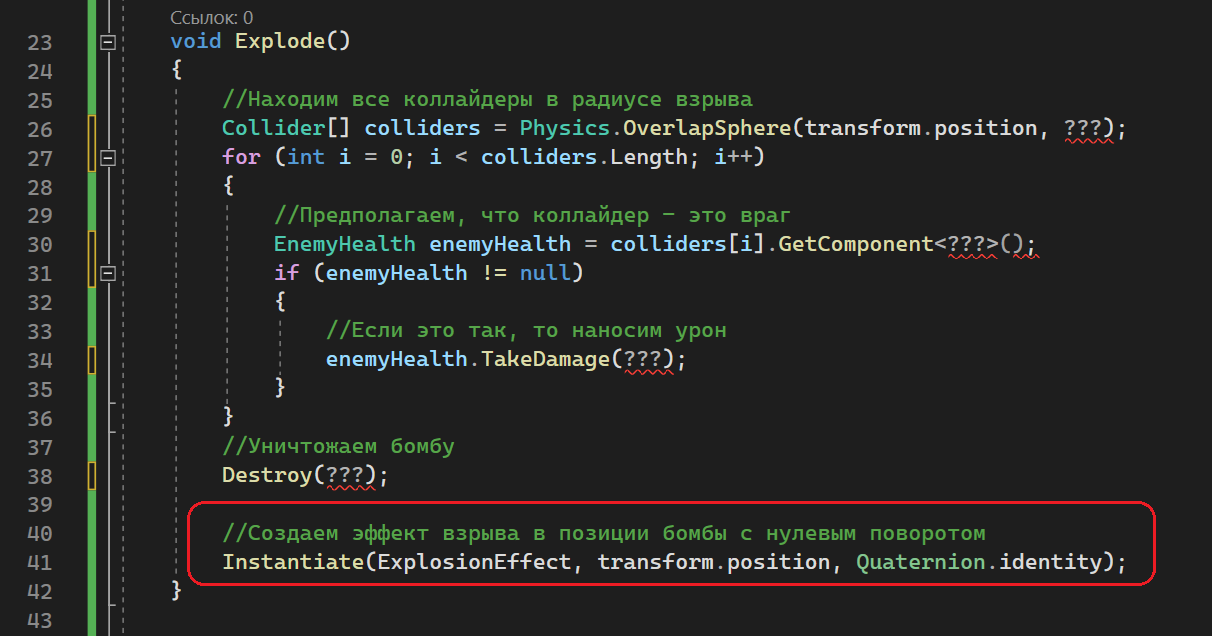 Ссылок: 0
23 void Explode()
24 {
25 //Находим все коллайдеры в радиусе взрыва
26 Collider[] colliders = Physics.OverlapSphere(transform.position, ???);
27 for (int i = 0; i < colliders.Length; i++)
28 {
29 //Предполагаем, что коллайдер - это враг
30 EnemyHealth enemyHealth = colliders[i].GetComponent<???>();
31 if (enemyHealth != null)
32 {
33 //Если это так, то наносим урон
34 enemyHealth.TakeDamage(???);
35 }
36 }
37 //Уничтожаем бомбу
38 Destroy(???);
39
40 //Создаем эффект взрыва в позиции бомбы с нулевым поворотом
41 Instantiate(ExplosionEffect, transform.position, Quaternion.identity);
42 }
43